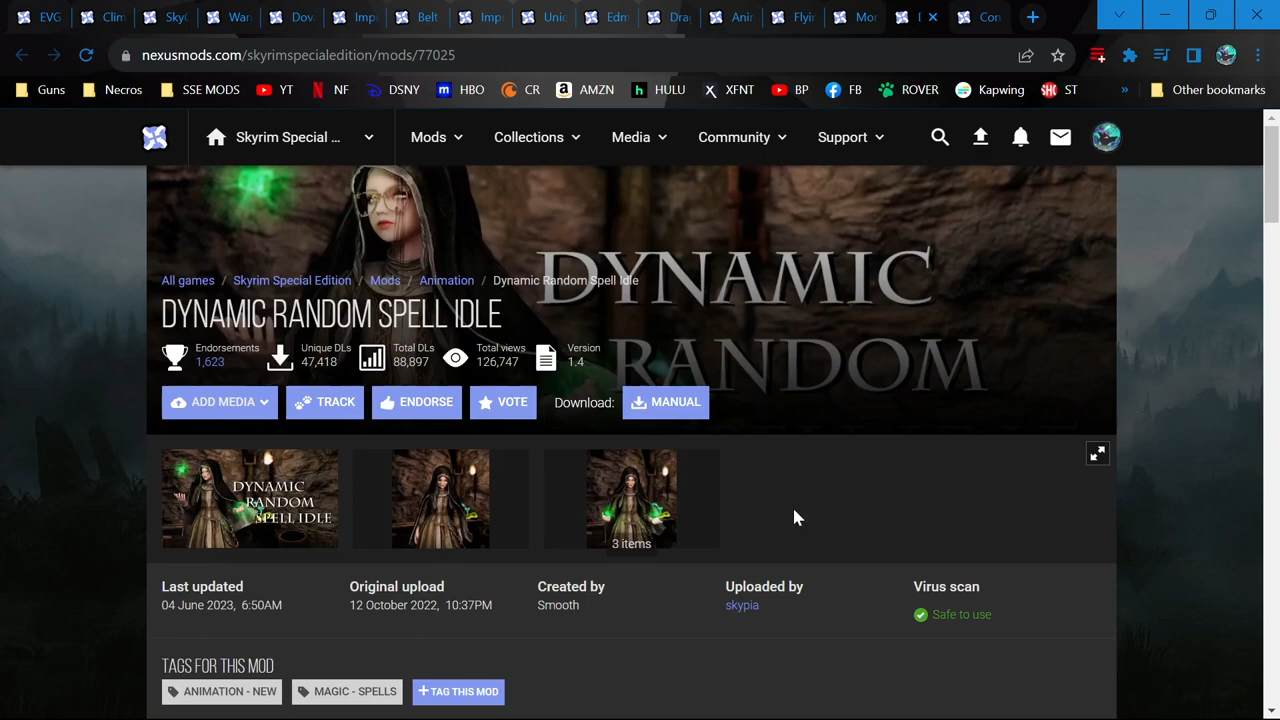 EVG
Clim
SkyC
War
Dov
Imp
Belt
Imp
Unic
Edm
Dra
Ani
Flyi
Mor
Con
nexusmods.com/skyrimspecialedition/mods/77025
Guns
Necros
SSE MODS
YT
NF
DSNY
HBO
CR
AMZN
HULU
XFNT
BP
FB
ROVER
Kapwing
ST
»
Other bookmarks
Skyrim Special ...
Mods
Collections
Media
Community
Support
DYNAMIC
RANDOM
All games / Skyrim Special Edition / Mods / Animation / Dynamic Random Spell Idle
DYNAMIC RANDOM SPELL IDLE
Endorsements
1,623
Unique DLs
47,418
Total DLs
88,897
Total views
126,747
Version
1.4
ADD MEDIA
TRACK
ENDORSE
VOTE
Download:
MANUAL
DYNAMIC
RANDOM
SPELL IDLE
3 items
Last updated
04 June 2023, 6:50AM
Original upload
12 October 2022, 10:37PM
Created by
Smooth
Uploaded by
skypia
Virus scan
Safe to use
TAGS FOR THIS MOD
ANIMATION - NEW
MAGIC - SPELLS
+TAG THIS MOD